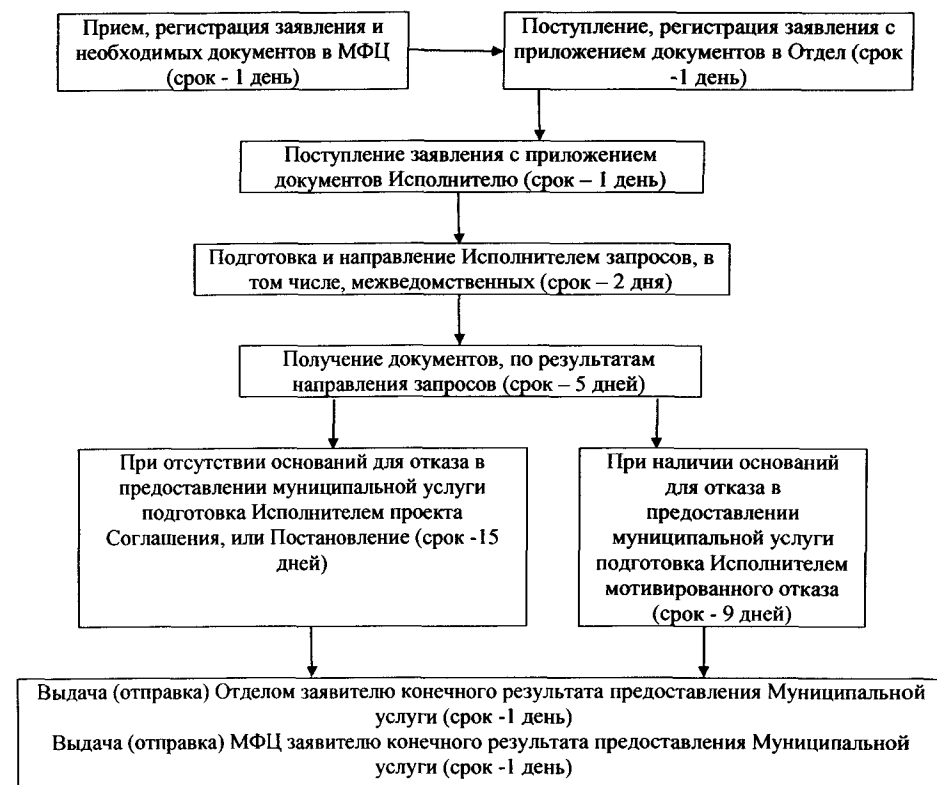 Прием, регистрация заявления и
необходимых документов в МФЦ
(срок - 1 день)
Поступление, регистрация заявления с
приложением документов в Отдел (срок
-1 день)
Поступление заявления с приложением
документов Исполнителю (срок – 1 день)
Подготовка и направление Исполнителем запросов, в
том числе, межведомственных (срок – 2 дня)
Получение документов, по результатам
направления запросов (срок – 5 дней)
При отсутствии оснований для отказа в
предоставлении муниципальной услуги
подготовка Исполнителем проекта
Соглашения, или Постановление (срок -15
дней)
При наличии оснований
для отказа в
предоставлении
муниципальной услуги
подготовка Исполнителем
мотивированного отказа
(срок - 9 дней)
Выдача (отправка) Отделом заявителю конечного результата предоставления Муниципальной
услуги (срок -1 день)
Выдача (отправка) МФЦ заявителю конечного результата предоставления Муниципальной
услуги (срок -1 день)